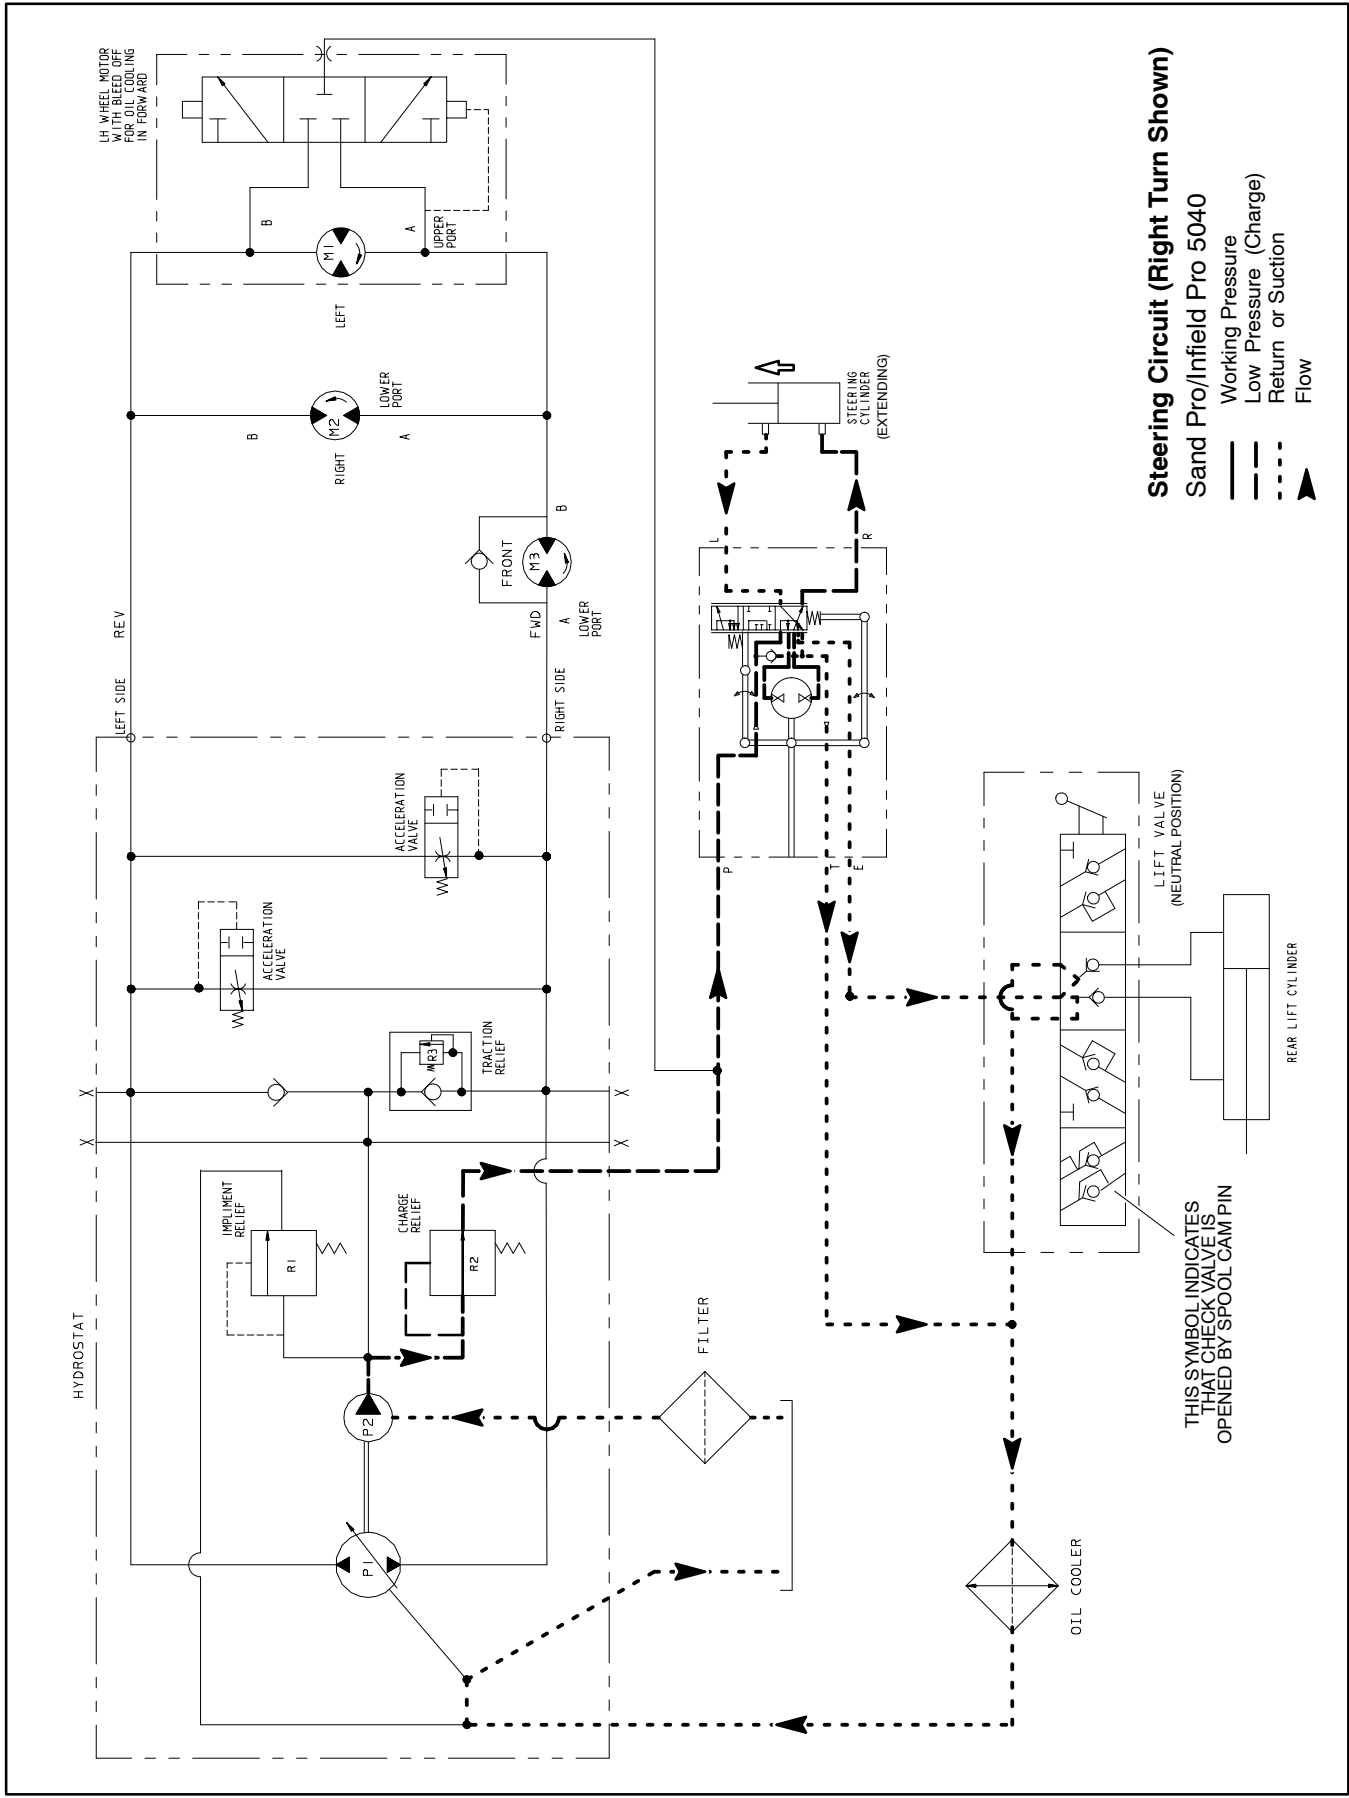 Steering Circuit (Right Turn Shown)
Sand Pro/Infield Pro 5040
Working Pressure
Low Pressure (Charge)
Return or Suction
Flow
HYDROSTAT
P1
P2
IMPLIMENT
RELIEF
R1
CHARGE
RELIEF
R2
X
X
X
X
TRACTION
RELIEF
R3
ACCELERATION
VALVE
ACCELERATION
VALVE
LEFT SIDE
RIGHT SIDE
REV
FWD
A
LOWER
PORT
FRONT
M3
B
RIGHT
M2
B
A
LOWER
PORT
LEFT
M1
B
A
UPPER
PORT
LH WHEEL MOTOR
WITH BLEED OFF
FOR OIL COOLING
IN FORWARD
FILTER
P
T
E
L
R
STEERING
CYLINDER
(EXTENDING)
OIL COOLER
LIFT VALVE
(NEUTRAL POSITION)
REAR LIFT CYLINDER
THIS SYMBOL INDICATES
THAT CHECK VALVE IS
OPENED BY SPOOL CAM PIN